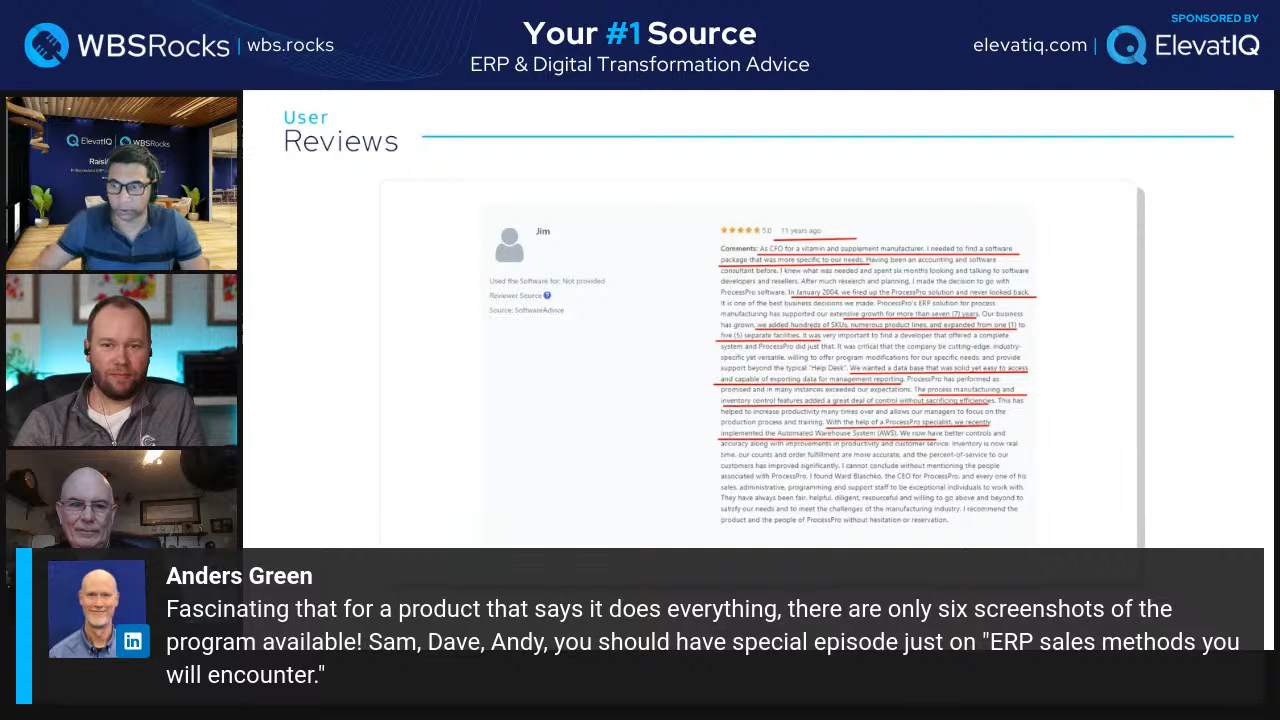 WBSRocks | wbs.rocks
Your #1 Source
ERP & Digital Transformation Advice
SPONSORED BY
elevatiq.com | ElevatIQ
ElevatIQ | WBSRocks
User
Reviews
Jim
Used the Software for: Not provided
Reviewer Source
Source: SoftwareAdvice
5.0 11 years ago
Comments: As CFO for a vitamin and supplement manufacturer, I needed to find a software
package that was more specific to our needs. Having been an accounting and software
consultant before, I knew what was needed and spent six months looking and talking to software
developers and resellers. After much research and planning, I made the decision to go with
ProcessPro software. In January 2004, we fired up the ProcessPro solution and never looked back.
It is one of the best business decisions we made. ProcessPro's ERP solution for process
manufacturing has supported our extensive growth for more than seven (7) years. Our business
has grown, we added hundreds of SKUs, numerous product lines, and expanded from one (1) to
five (5) separate facilities. It was very important to find a developer that offered a complete
system and ProcessPro did just that. It was critical that the company be cutting-edge, industry-
specific yet versatile, willing to offer program modifications for our specific needs, and provide
support beyond the typical "Help Desk". We wanted a data base that was solid yet easy to access
and capable of exporting data for management reporting. ProcessPro has performed as
promised and in many instances exceeded our expectations. The process manufacturing and
inventory control features added a great deal of control without sacrificing efficiencies. This has
helped to increase productivity many times over and allows our managers to focus on the
production process and training. With the help of a ProcessPro specialist, we recently
implemented the Automated Warehouse System (AWS). We now have better controls and
accuracy along with improvements in productivity and customer service. Inventory is now real
time, our counts and order fulfillment are more accurate, and the percent-of-service to our
customers has improved significantly. I cannot conclude without mentioning the people
associated with ProcessPro. I found Ward Blaschko, the CEO for ProcessPro, and every one of his
sales, administrative, programming and support staff to be exceptional individuals to work with.
They have always been fair, helpful, diligent, resourceful and willing to go above and beyond to
satisfy our needs and to meet the challenges of the manufacturing industry. I recommend the
product and the people of ProcessPro without hesitation or reservation.
Anders Green
Fascinating that for a product that says it does everything, there are only six screenshots of the
program available! Sam, Dave, Andy, you should have special episode just on "ERP sales methods you
will encounter."
in